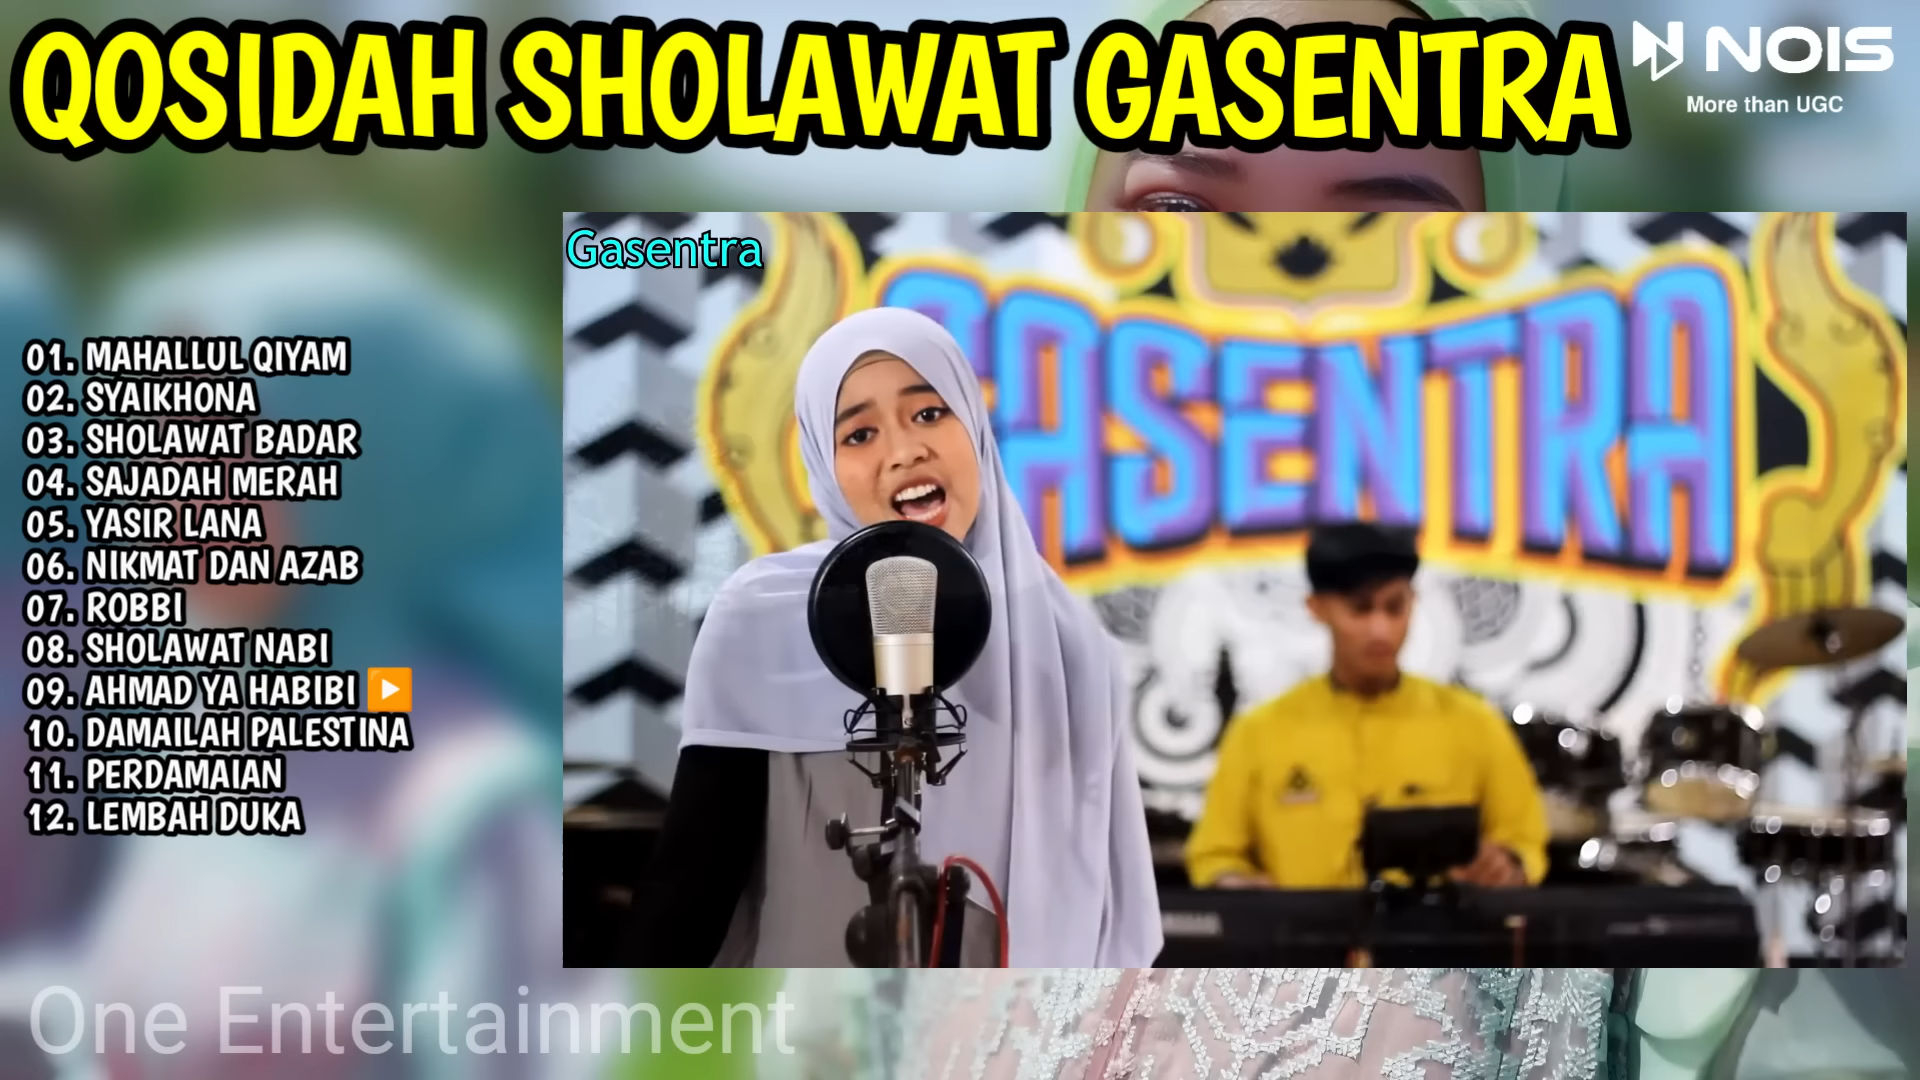 QOSIDAH SHOLAWAT GASENTRA
NOIS
More than UGC
Gasentra
GASENTRA
01. MAHALLUL QIYAM
02. SYAIKHONA
03. SHOLAWAT BADAR
04. SAJADAH MERAH
05. YASIR LANA
06. NIKMAT DAN AZAB
07. ROBBI
08. SHOLAWAT NABI
09. AHMAD YA HABIBI ▶️
10. DAMAILAH PALESTINA
11. PERDAMAIAN
12. LEMBAH DUKA
YAMAHA
One Entertainment